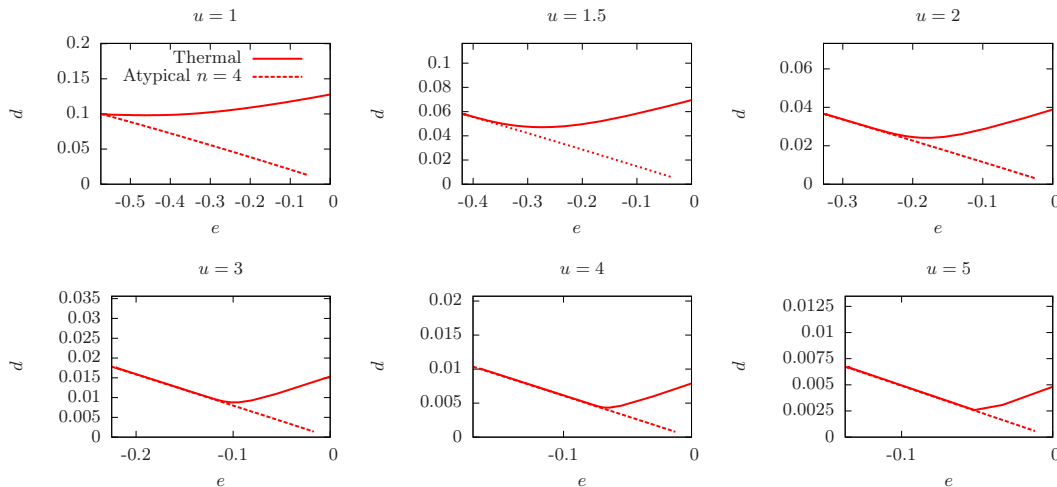 u = 1
0.2
0.15
0.1
0.05
0
d
Thermal
Atypical n = 4
-0.5 -0.4 -0.3 -0.2 -0.1 0
e
u = 1.5
0.1
0.08
0.06
0.04
0.02
0
d
-0.4 -0.3 -0.2 -0.1 0
e
u = 2
0.06
0.04
0.02
0
d
-0.3 -0.2 -0.1 0
e
u = 3
0.035
0.03
0.025
0.02
0.015
0.01
0.005
0
d
-0.2 -0.1 0
e
u = 4
0.02
0.015
0.01
0.005
0
d
-0.1 0
e
u = 5
0.0125
0.01
0.0075
0.005
0.0025
0
d
-0.1 0
e